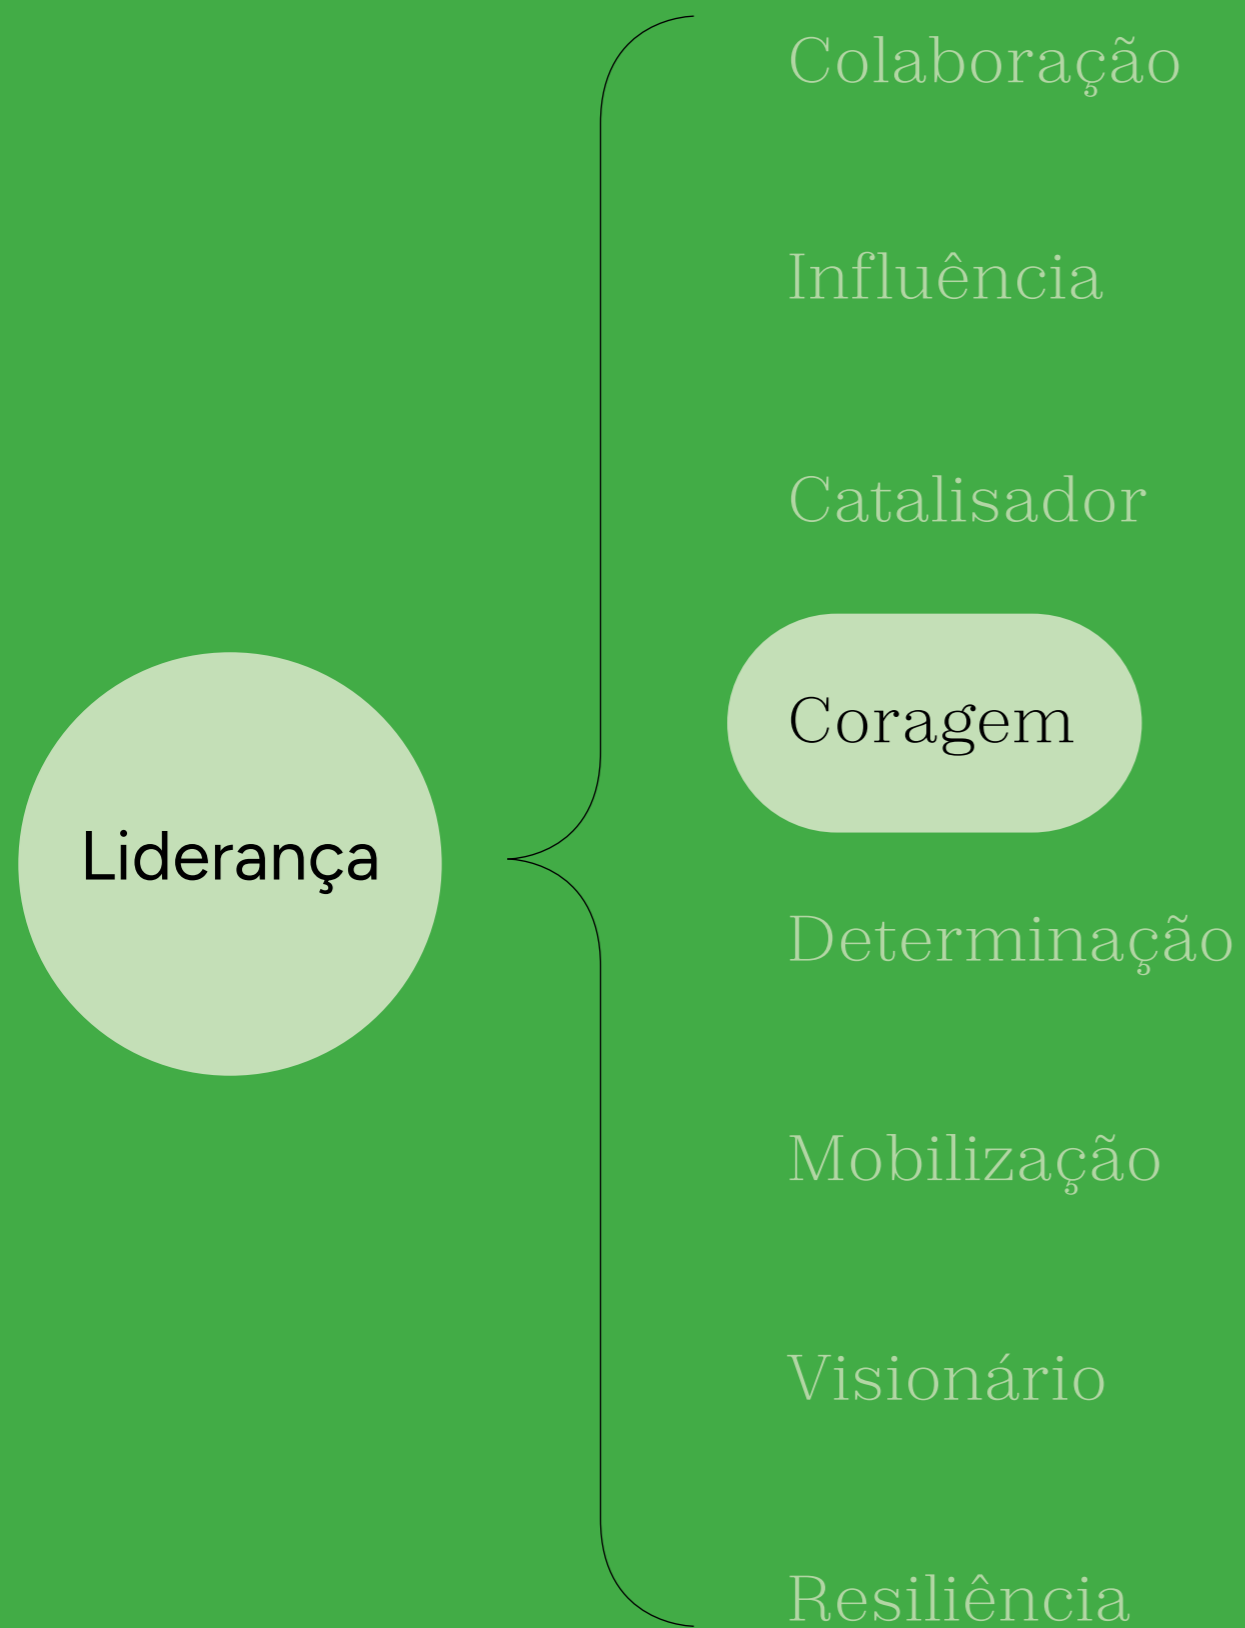 Liderança
Colaboração
Influência
Catalisador
Coragem
Determinação
Mobilização
Visionário
Resiliência